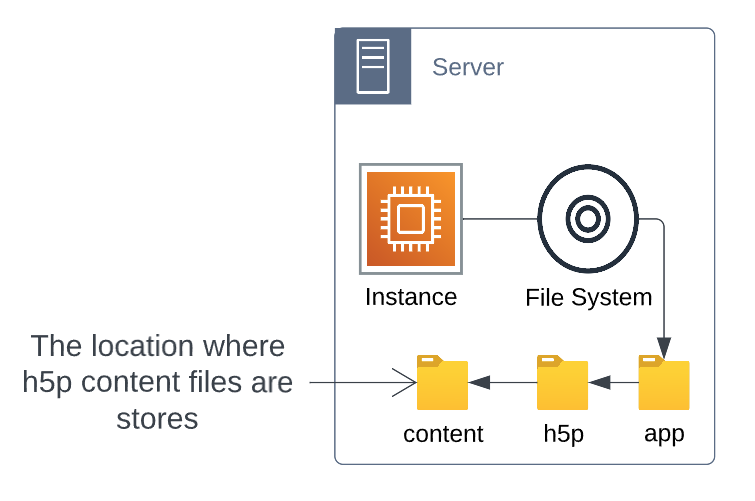 Server
Instance
File System
The location where
h5p content files are
stores
content
h5p
app